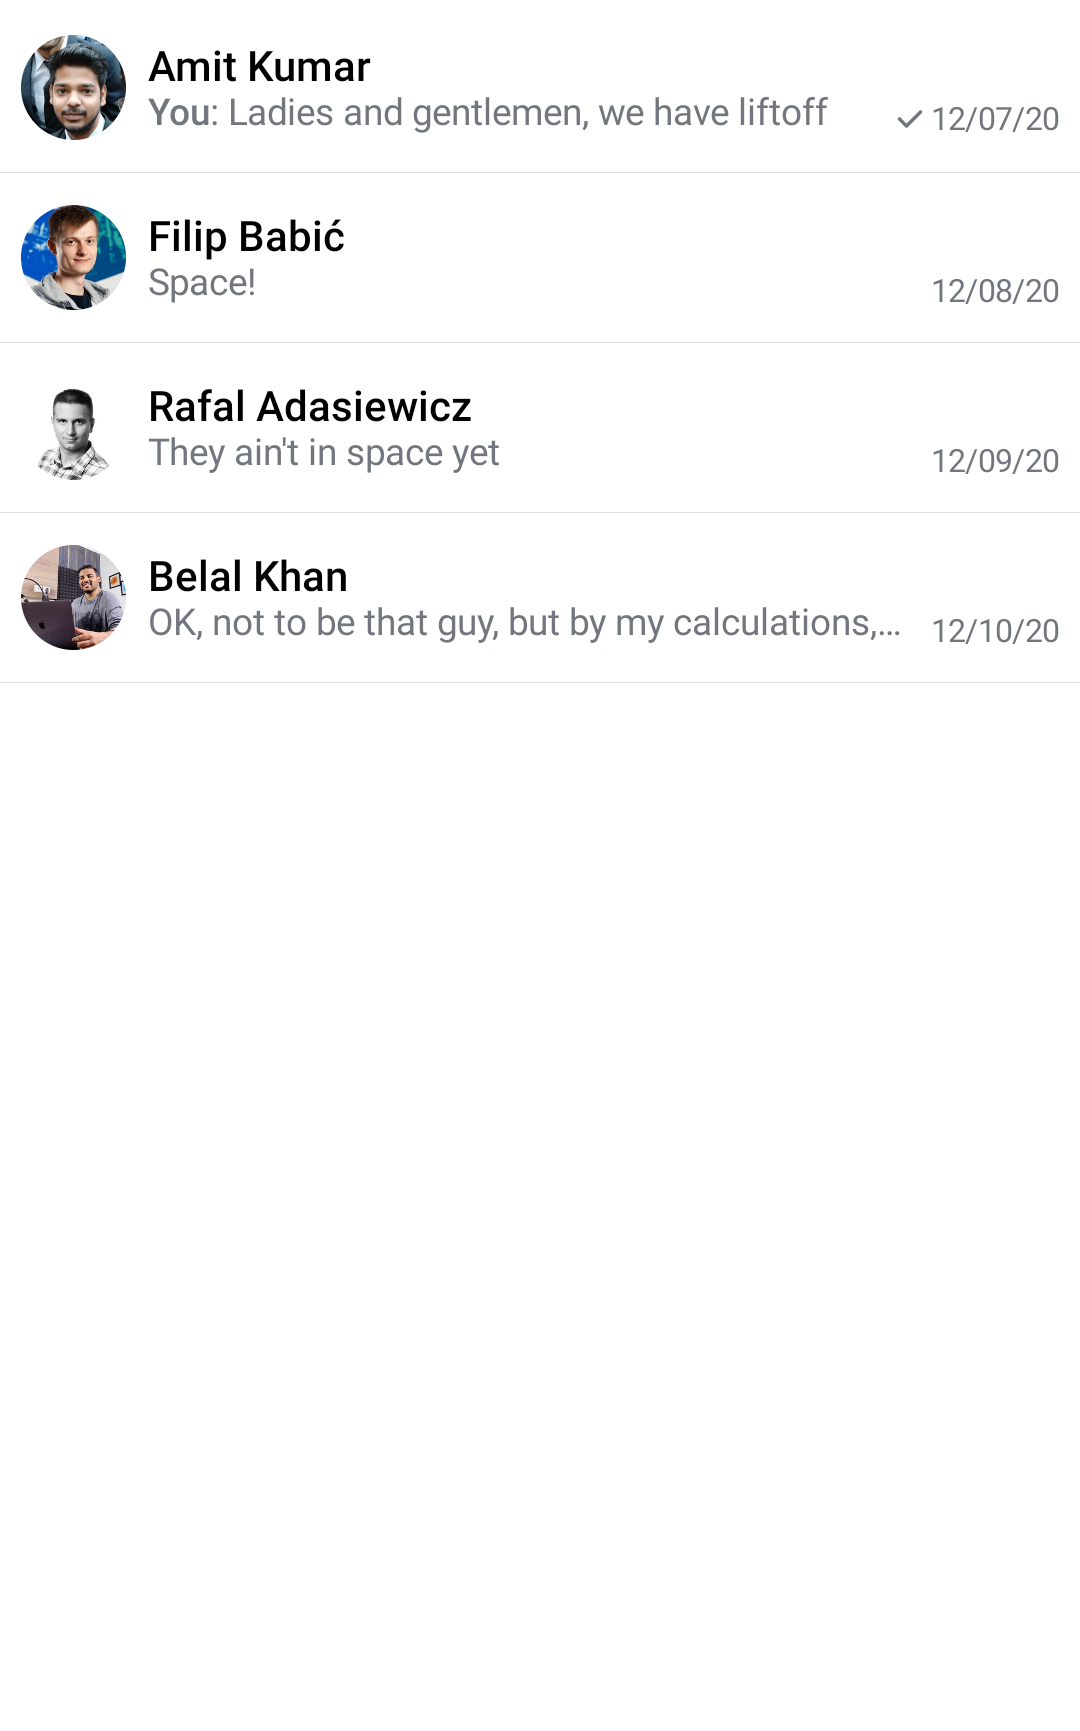 Amit Kumar
You: Ladies and gentlemen, we have liftoff
12/07/20
Filip Babić
Space!
12/08/20
Rafal Adasiewicz
They ain't in space yet
12/09/20
Belal Khan
OK, not to be that guy, but by my calculations,...
12/10/20